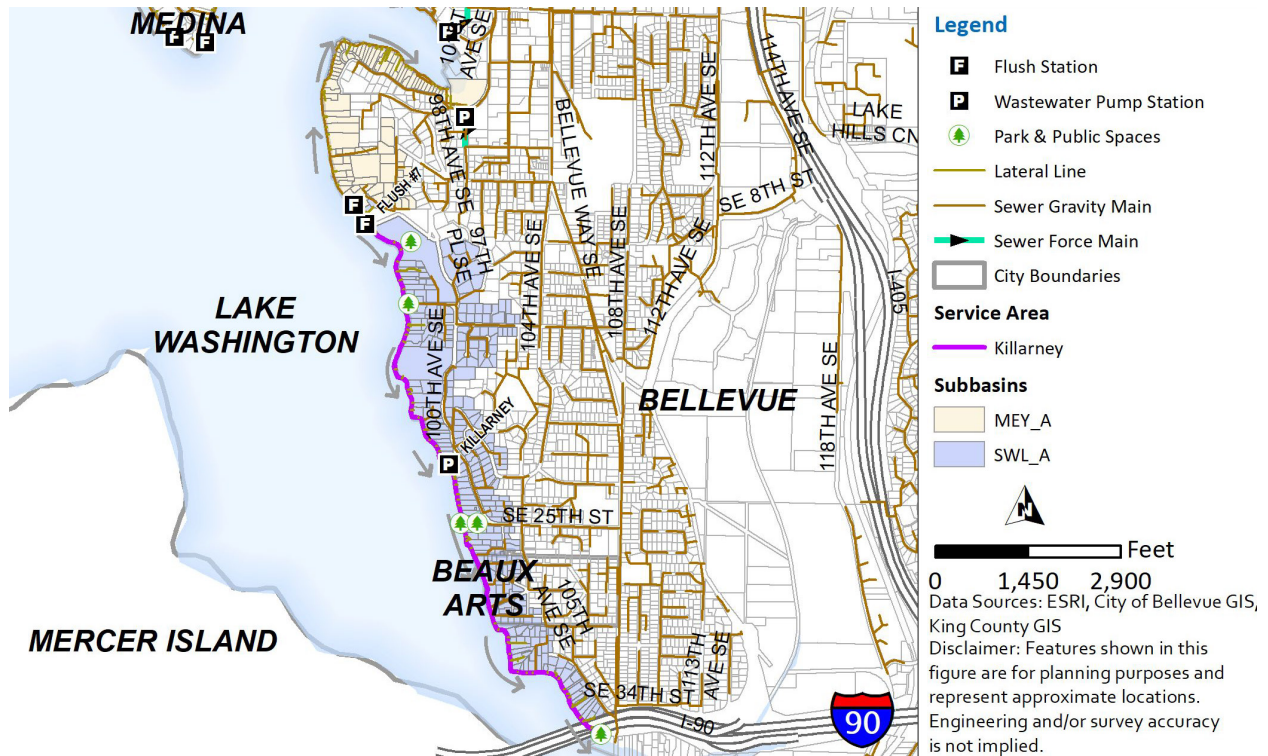 MEDINA
F
F
F
101ST
AVE SE
P
98TH AVE SE
F
F
FLUSH #7
97TH
PL SE
BELLEVUE WAY SE
112TH AVE SE
114TH AVE SE
LAKE
HILLS CN
SE 8TH ST
LAKE
WASHINGTON
100TH AVE SE
104TH AVE SE
108TH AVE SE
112TH AVE SE
I-405
118TH AVE SE
BELLEVUE
KILLARNEY
P
SE 25TH ST
BEAUX
ARTS
105TH
AVE SE
113TH
AVE SE
MERCER ISLAND
SE 34TH ST
I-90
90
Legend
F Flush Station
P Wastewater Pump Station
Park & Public Spaces
Lateral Line
Sewer Gravity Main
Sewer Force Main
City Boundaries
Service Area
Killarney
Subbasins
MEY_A
SWL_A
N
Feet
0 1,450 2,900
Data Sources: ESRI, City of Bellevue GIS,
King County GIS
Disclaimer: Features shown in this
figure are for planning purposes and
represent approximate locations.
Engineering and/or survey accuracy
is not implied.